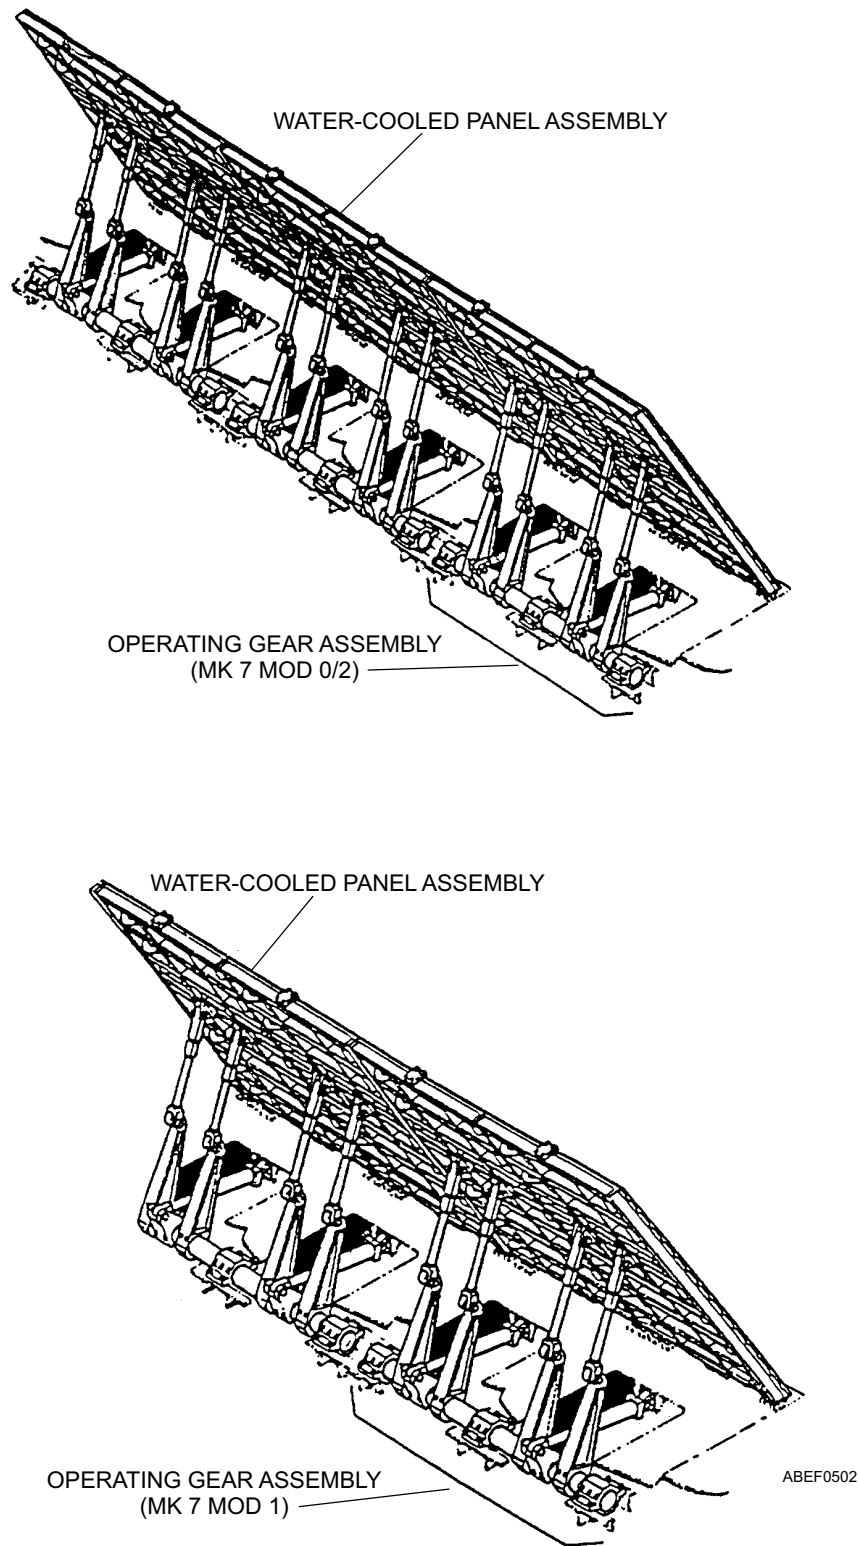 WATER-COOLED PANEL ASSEMBLY
OPERATING GEAR ASSEMBLY
(MK 7 MOD 0/2)
WATER-COOLED PANEL ASSEMBLY
OPERATING GEAR ASSEMBLY
(MK 7 MOD 1)
ABEF0502